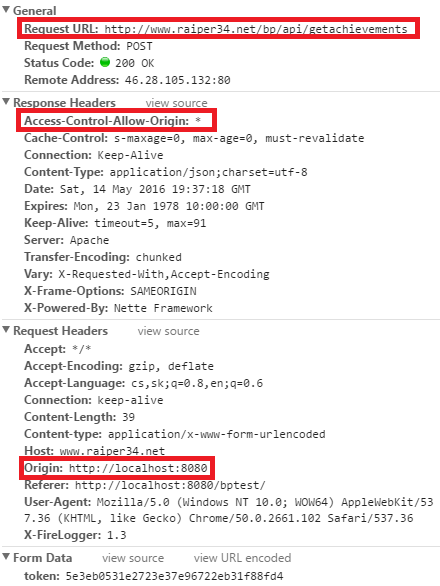 General
Request URL: http://www.raiper34.net/bp/api/getachievements
Request Method: POST
Status Code: 200 OK
Remote Address: 46.28.105.132:80
Response Headers view source
Access-Control-Allow-Origin: *
Cache-Control: s-maxage=0, max-age=0, must-revalidate
Connection: Keep-Alive
Content-Type: application/json;charset=utf-8
Date: Sat, 14 May 2016 19:37:18 GMT
Expires: Mon, 23 Jan 1978 10:00:00 GMT
Keep-Alive: timeout=5, max=91
Server: Apache
Transfer-Encoding: chunked
Vary: X-Requested-With,Accept-Encoding
X-Frame-Options: SAMEORIGIN
X-Powered-By: Nette Framework
Request Headers view source
Accept: */*
Accept-Encoding: gzip, deflate
Accept-Language: cs,sk;q=0.8,en;q=0.6
Connection: keep-alive
Content-Length: 39
Content-type: application/x-www-form-urlencoded
Host: www.raiper34.net
Origin: http://localhost:8080
Referer: http://localhost:8080/bptest/
User-Agent: Mozilla/5.0 (Windows NT 10.0; WOW64) AppleWebKit/53
7.36 (KHTML, like Gecko) Chrome/50.0.2661.102 Safari/537.36
X-FireLogger: 1.3
Form Data view source view URL encoded
token: 5e3eb0531e2723e37e96722eb31f88fd4